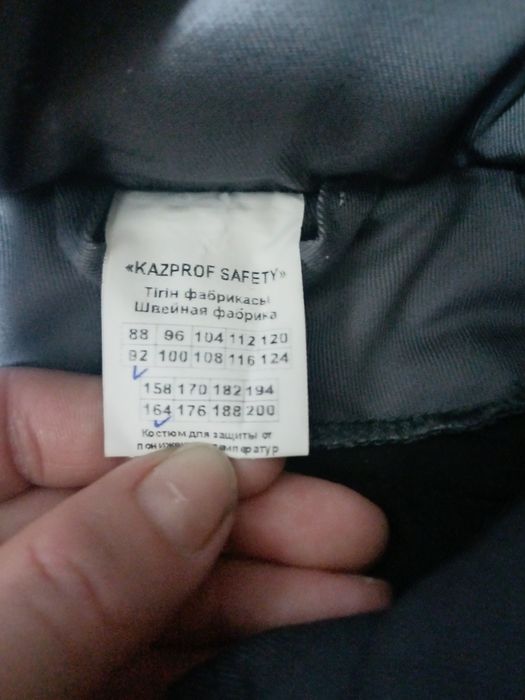 «KAZPROF SAFETY»
Тігін фабрикасы
Швейная фабрика
88 96 104 112 120
92 100 108 116 124
158 170 182 194
164 176 188 200
Костюм для защиты от